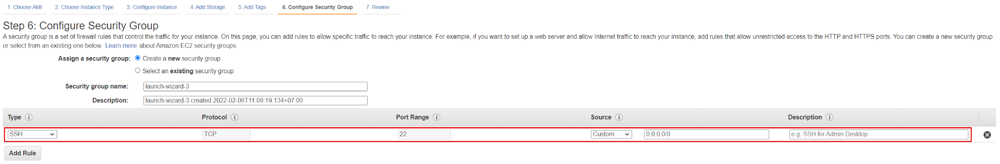 1. Choose AMI 2. Choose Instance Type 3. Configure Instance 4. Add Storage 5. Add Tags 6. Configure Security Group 7. Review
Step 6: Configure Security Group
A security group is a set of firewall rules that control the traffic for your instance. On this page, you can add rules to allow specific traffic to reach your instance. For example, if you want to set up a web server and allow Internet traffic to reach your instance, add rules that allow unrestricted access to the HTTP and HTTPS ports. You can create a new security group
or select from an existing one below. Learn more about Amazon EC2 security groups.
Assign a security group: Create a new security group
Select an existing security group
Security group name: launch-wizard-3
Description: launch-wizard-3 created 2022-02-06T11:09:19.134+07:00
Type i Protocol i Port Range i Source i Description i
SSH TCP 22 Custom 0.0.0.0/0 e.g. SSH for Admin Desktop
Add Rule